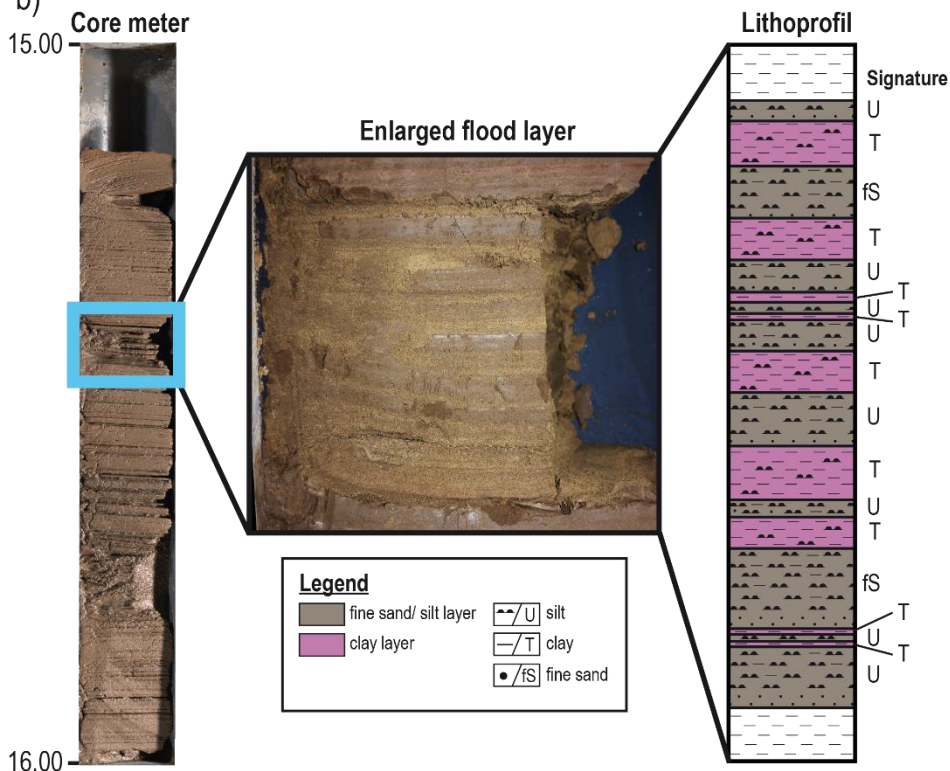 b)
Core meter
15.00
16.00
Enlarged flood layer
Lithoprofil
Signature
U
T
fS
T
U
T
U
T
U
T
U
T
U
T
fS
T
U
T
U
Legend
fine sand/ silt layer
clay layer
/U silt
/T clay
/fS fine sand